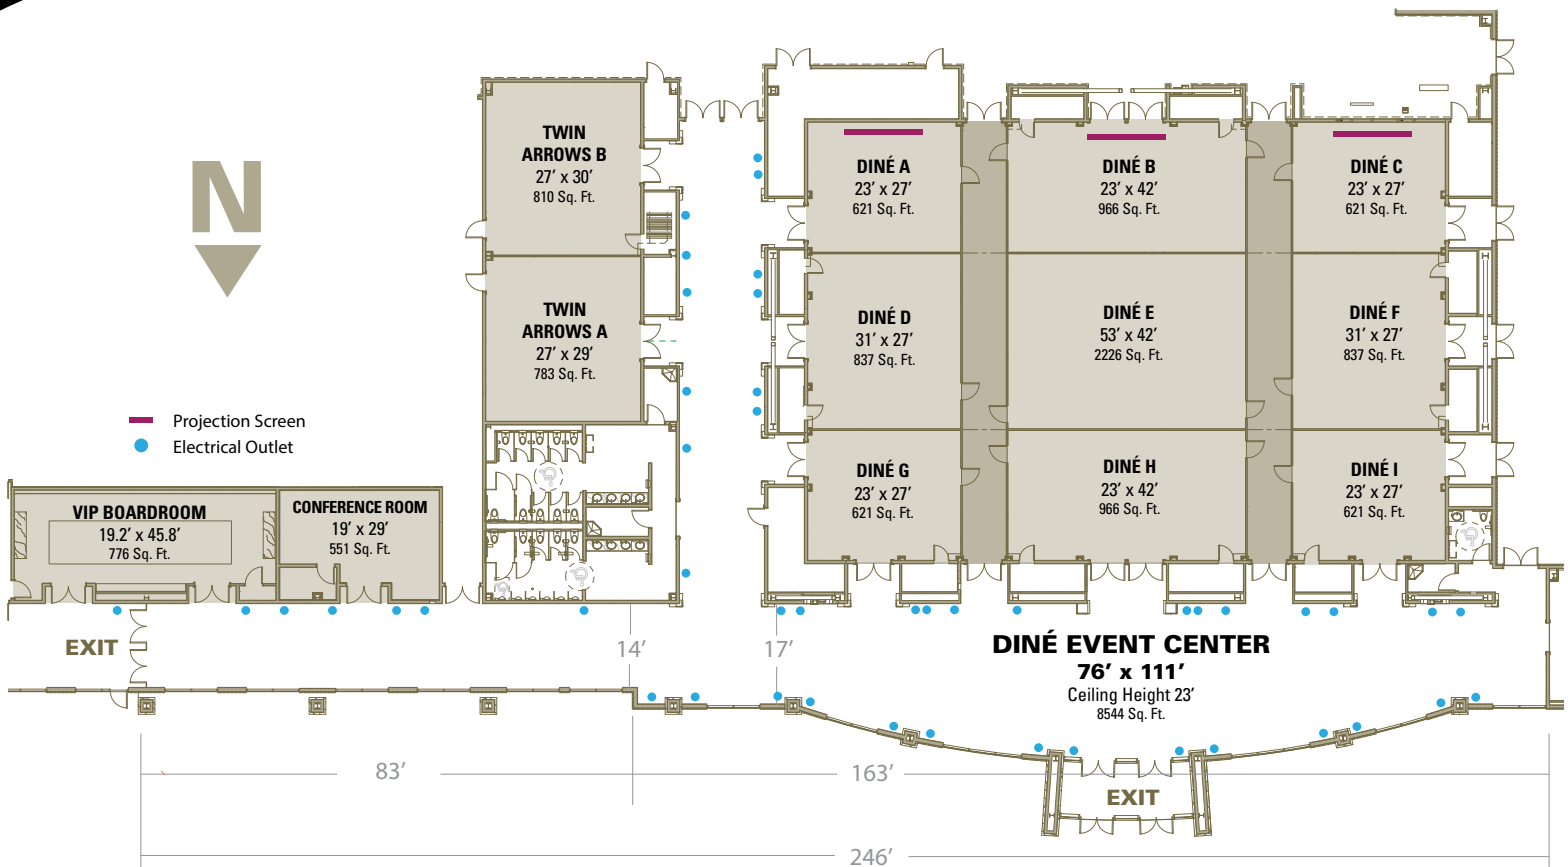 N
TWIN
ARROWS B
27′ x 30′
810 Sq. Ft.
TWIN
ARROWS A
27′ x 29′
783 Sq. Ft.
DINÉ A
23′ x 27′
621 Sq. Ft.
DINÉ B
23′ x 42′
966 Sq. Ft.
DINÉ C
23′ x 27′
621 Sq. Ft.
DINÉ D
31′ x 27′
837 Sq. Ft.
DINÉ E
53′ x 42′
2226 Sq. Ft.
DINÉ F
31′ x 27′
837 Sq. Ft.
DINÉ G
23′ x 27′
621 Sq. Ft.
DINÉ H
23′ x 42′
966 Sq. Ft.
DINÉ I
23′ x 27′
621 Sq. Ft.
Projection Screen
Electrical Outlet
VIP BOARDROOM
19.2′ x 45.8′
776 Sq. Ft.
CONFERENCE ROOM
19′ x 29′
551 Sq. Ft.
EXIT
14′
17′
DINÉ EVENT CENTER
76′ x 111′
Ceiling Height 23′
8544 Sq. Ft.
83′
163′
EXIT
246′